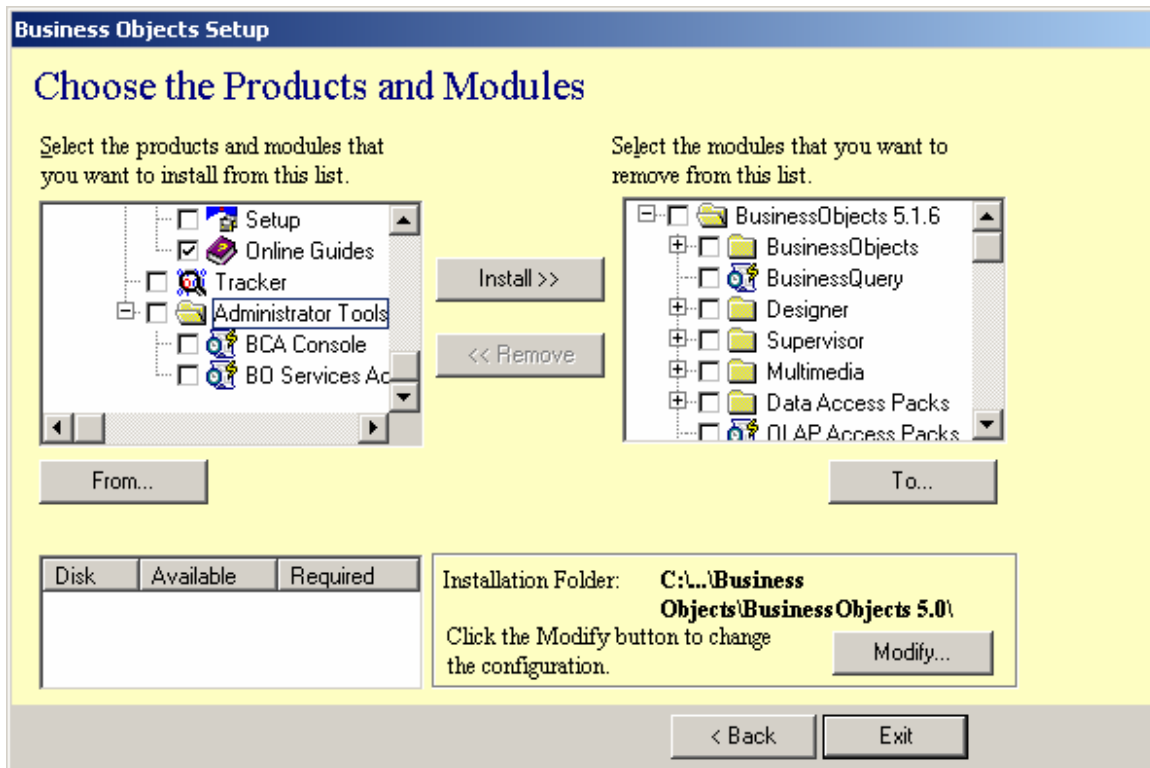 Business Objects Setup
Choose the Products and Modules
Select the products and modules that
you want to install from this list.
Setup
Online Guides
Tracker
Administrator Tools
BCA Console
BO Services Ac
From...
Install >>
<< Remove
Select the modules that you want to
remove from this list.
BusinessObjects 5.1.6
BusinessObjects
BusinessQuery
Designer
Supervisor
Multimedia
Data Access Packs
OLAP Access Packs
To...
Disk Available Required
Installation Folder: C:\...\Business
Objects\BusinessObjects 5.0\
Click the Modify button to change
the configuration.
Modify...
< Back
Exit